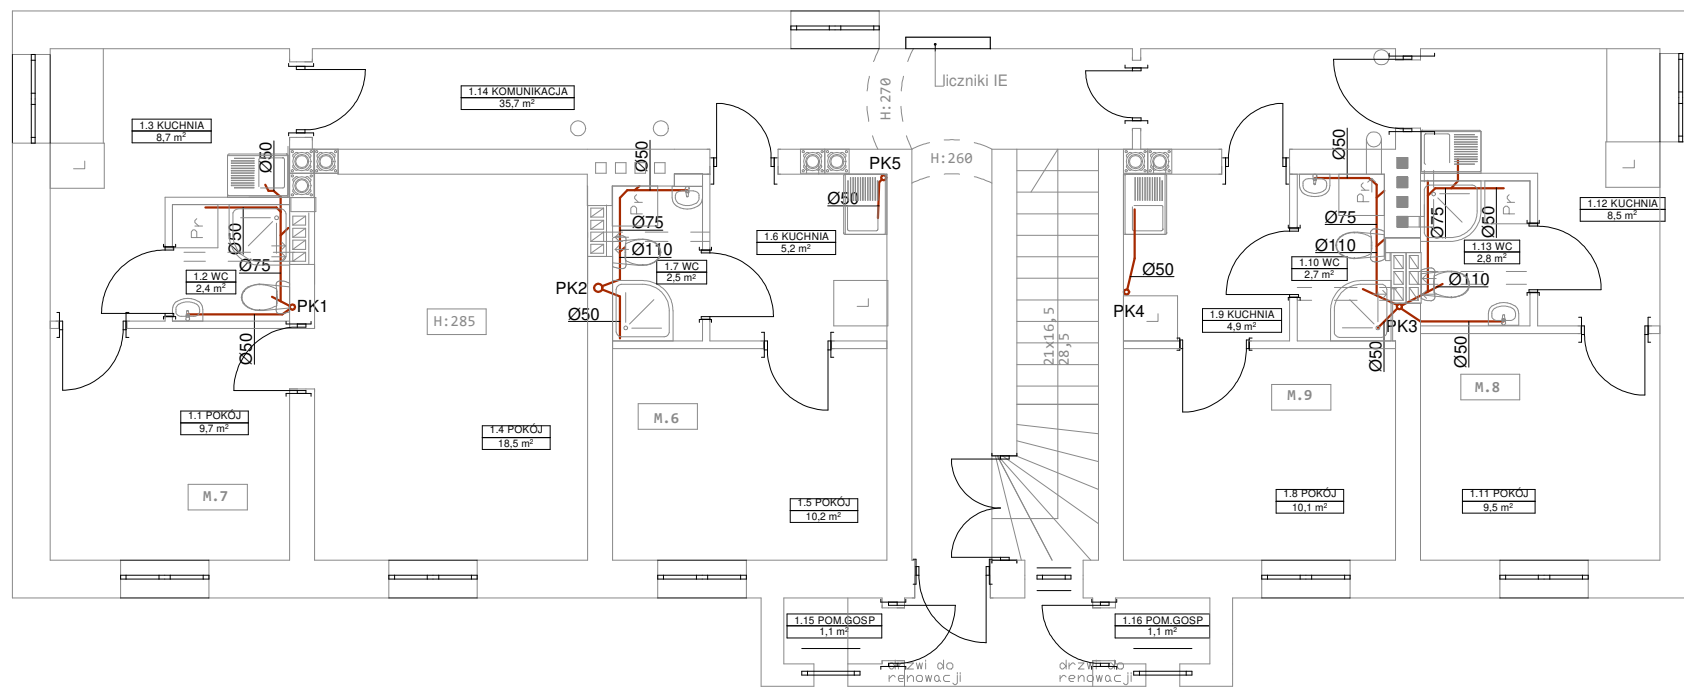 liczniki IE
H:270
1.14 KOMUNIKACJA
35,7 m²
1.3 KUCHNIA
8,7 m²
Ø50
Ø50
Ø50
H:260
PK5
L
L
Pr
Ø50
Ø75
Pr
Ø50
Ø75
1.6 KUCHNIA
5,2 m²
Ø110
1.7 WC
2,5 m²
1.2 WC
2,4 m²
PK1
PK2
Ø50
L
H:285
Ø50
Pr
Ø75
Ø110
1.10 WC
2,7 m²
Ø75
Ø50
Pr
1.12 KUCHNIA
8,5 m²
1.13 WC
2,8 m²
Ø110
Ø50
PK4
L
1.9 KUCHNIA
4,9 m²
PK3
Ø50
Ø50
21x16,5
28,5
M.9
M.8
M.6
1.1 POKÓJ
9,7 m²
1.4 POKÓJ
18,5 m²
M.7
1.5 POKÓJ
10,2 m²
1.8 POKÓJ
10,1 m²
1.11 POKÓJ
9,5 m²
1.15 POM.GOSP
1,1 m²
1.16 POM.GOSP
1,1 m²
drzwi do
renowacji
drzwi do
renowacji